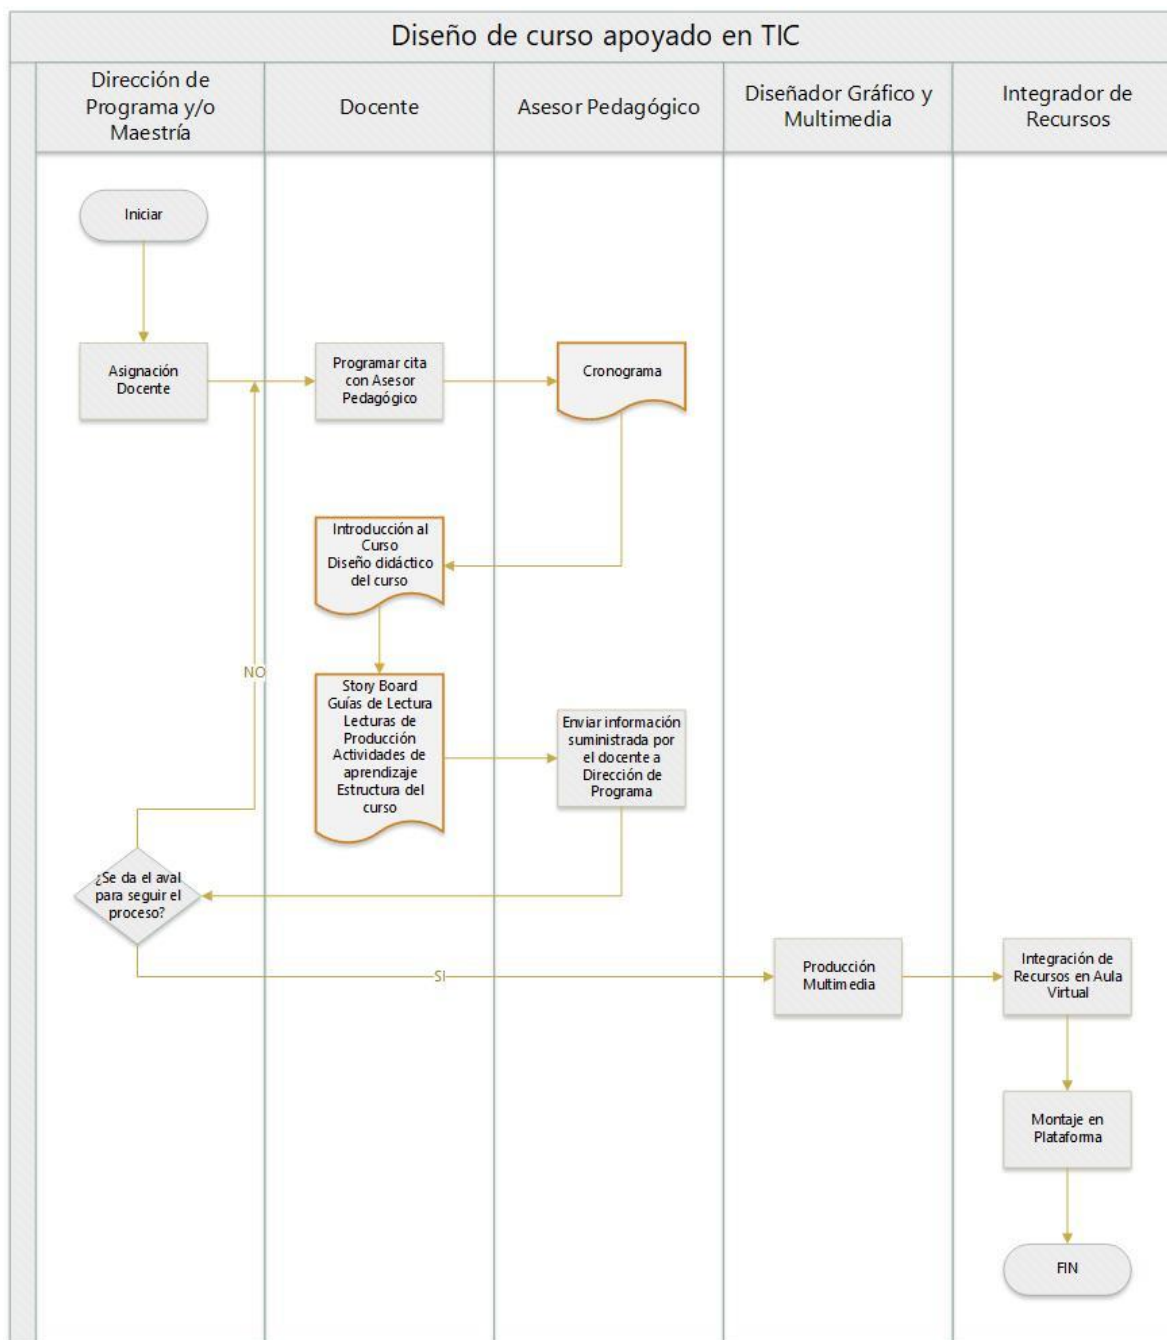 Diseño de curso apoyado en TIC
Dirección de
Programa y/o
Maestría
Docente
Asesor Pedagógico
Diseñador Gráfico y
Multimedia
Integrador de
Recursos
Iniciar
Asignación
Docente
Programar cita
con Asesor
Pedagógico
Cronograma
Introducción al
Curso
Diseño didáctico
del curso
NO
Story Board
Guías de Lectura
Lecturas de
Producción
Actividades de
aprendizaje
Estructura del
curso
Enviar información
suministrada por
el docente a
Dirección de
Programa
¿Se da el aval
para seguir el
proceso?
SI
Producción
Multimedia
Integración de
Recursos en Aula
Virtual
Montaje en
Plataforma
FIN